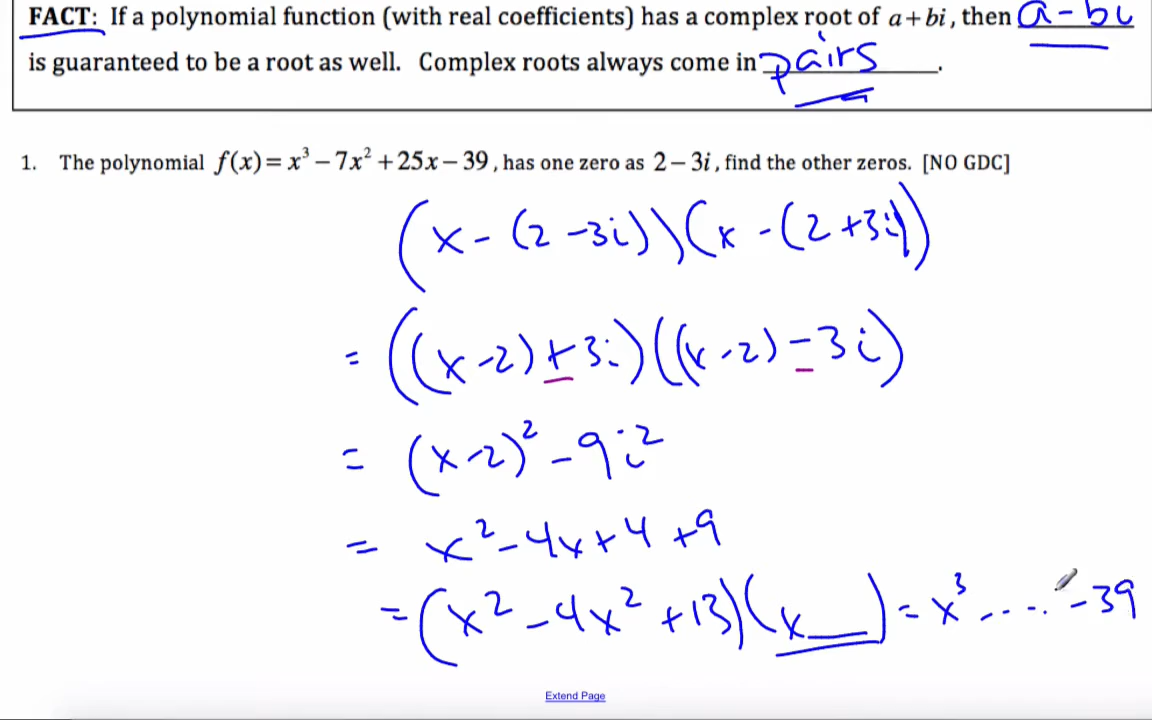 FACT: If a polynomial function (with real coefficients) has a complex root of a + bi, then a - bi
is guaranteed to be a root as well. Complex roots always come in pairs.
1. The polynomial f(x) = x³ – 7x² + 25x – 39, has one zero as 2 – 3i, find the other zeros. [NO GDC]
(x - (2 - 3i))(x - (2 + 3i))
= ((x - 2) + 3i)((x - 2) - 3i)
= (x - 2)² - 9i²
= x² - 4x + 4 + 9
= (x² - 4x² + 13)(x___) = x³ ..... - 39
Extend Page